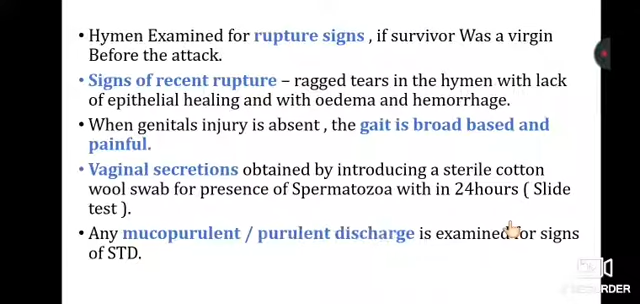 • Hymen Examined for rupture signs , if survivor Was a virgin
Before the attack.
• Signs of recent rupture – ragged tears in the hymen with lack
of epithelial healing and with oedema and hemorrhage.
• When genitals injury is absent , the gait is broad based and
painful.
• Vaginal secretions obtained by introducing a sterile cotton
wool swab for presence of Spermatozoa with in 24hours ( Slide
test ).
• Any mucopurulent / purulent discharge is examined for signs
of STD.